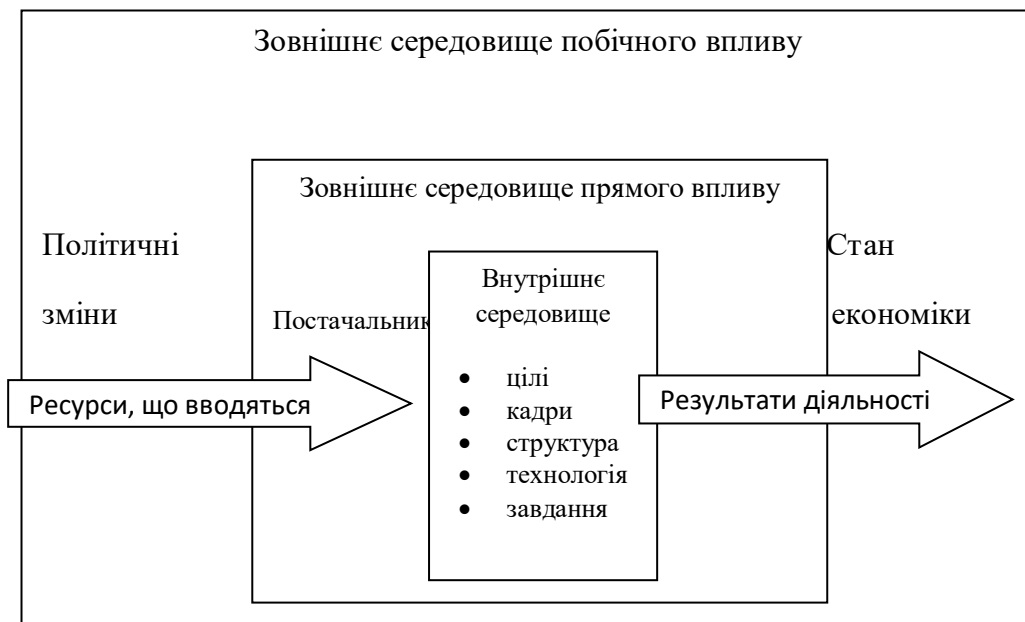 Зовнішнє середовище побічного впливу
Зовнішнє середовище прямого впливу
Політичні
зміни
Постачальник
Внутрішнє
середовище
• цілі
• кадри
• структура
• технологія
• завдання
Стан
економіки
Ресурси, що вводяться
Результати діяльності